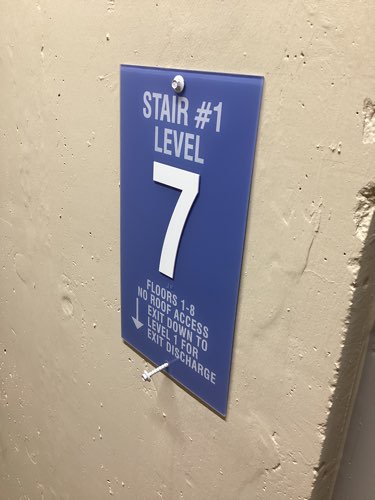 STAIR #1
LEVEL
7
FLOORS 1-8
NO ROOF ACCESS
EXIT DOWN TO
LEVEL 1 FOR
EXIT DISCHARGE